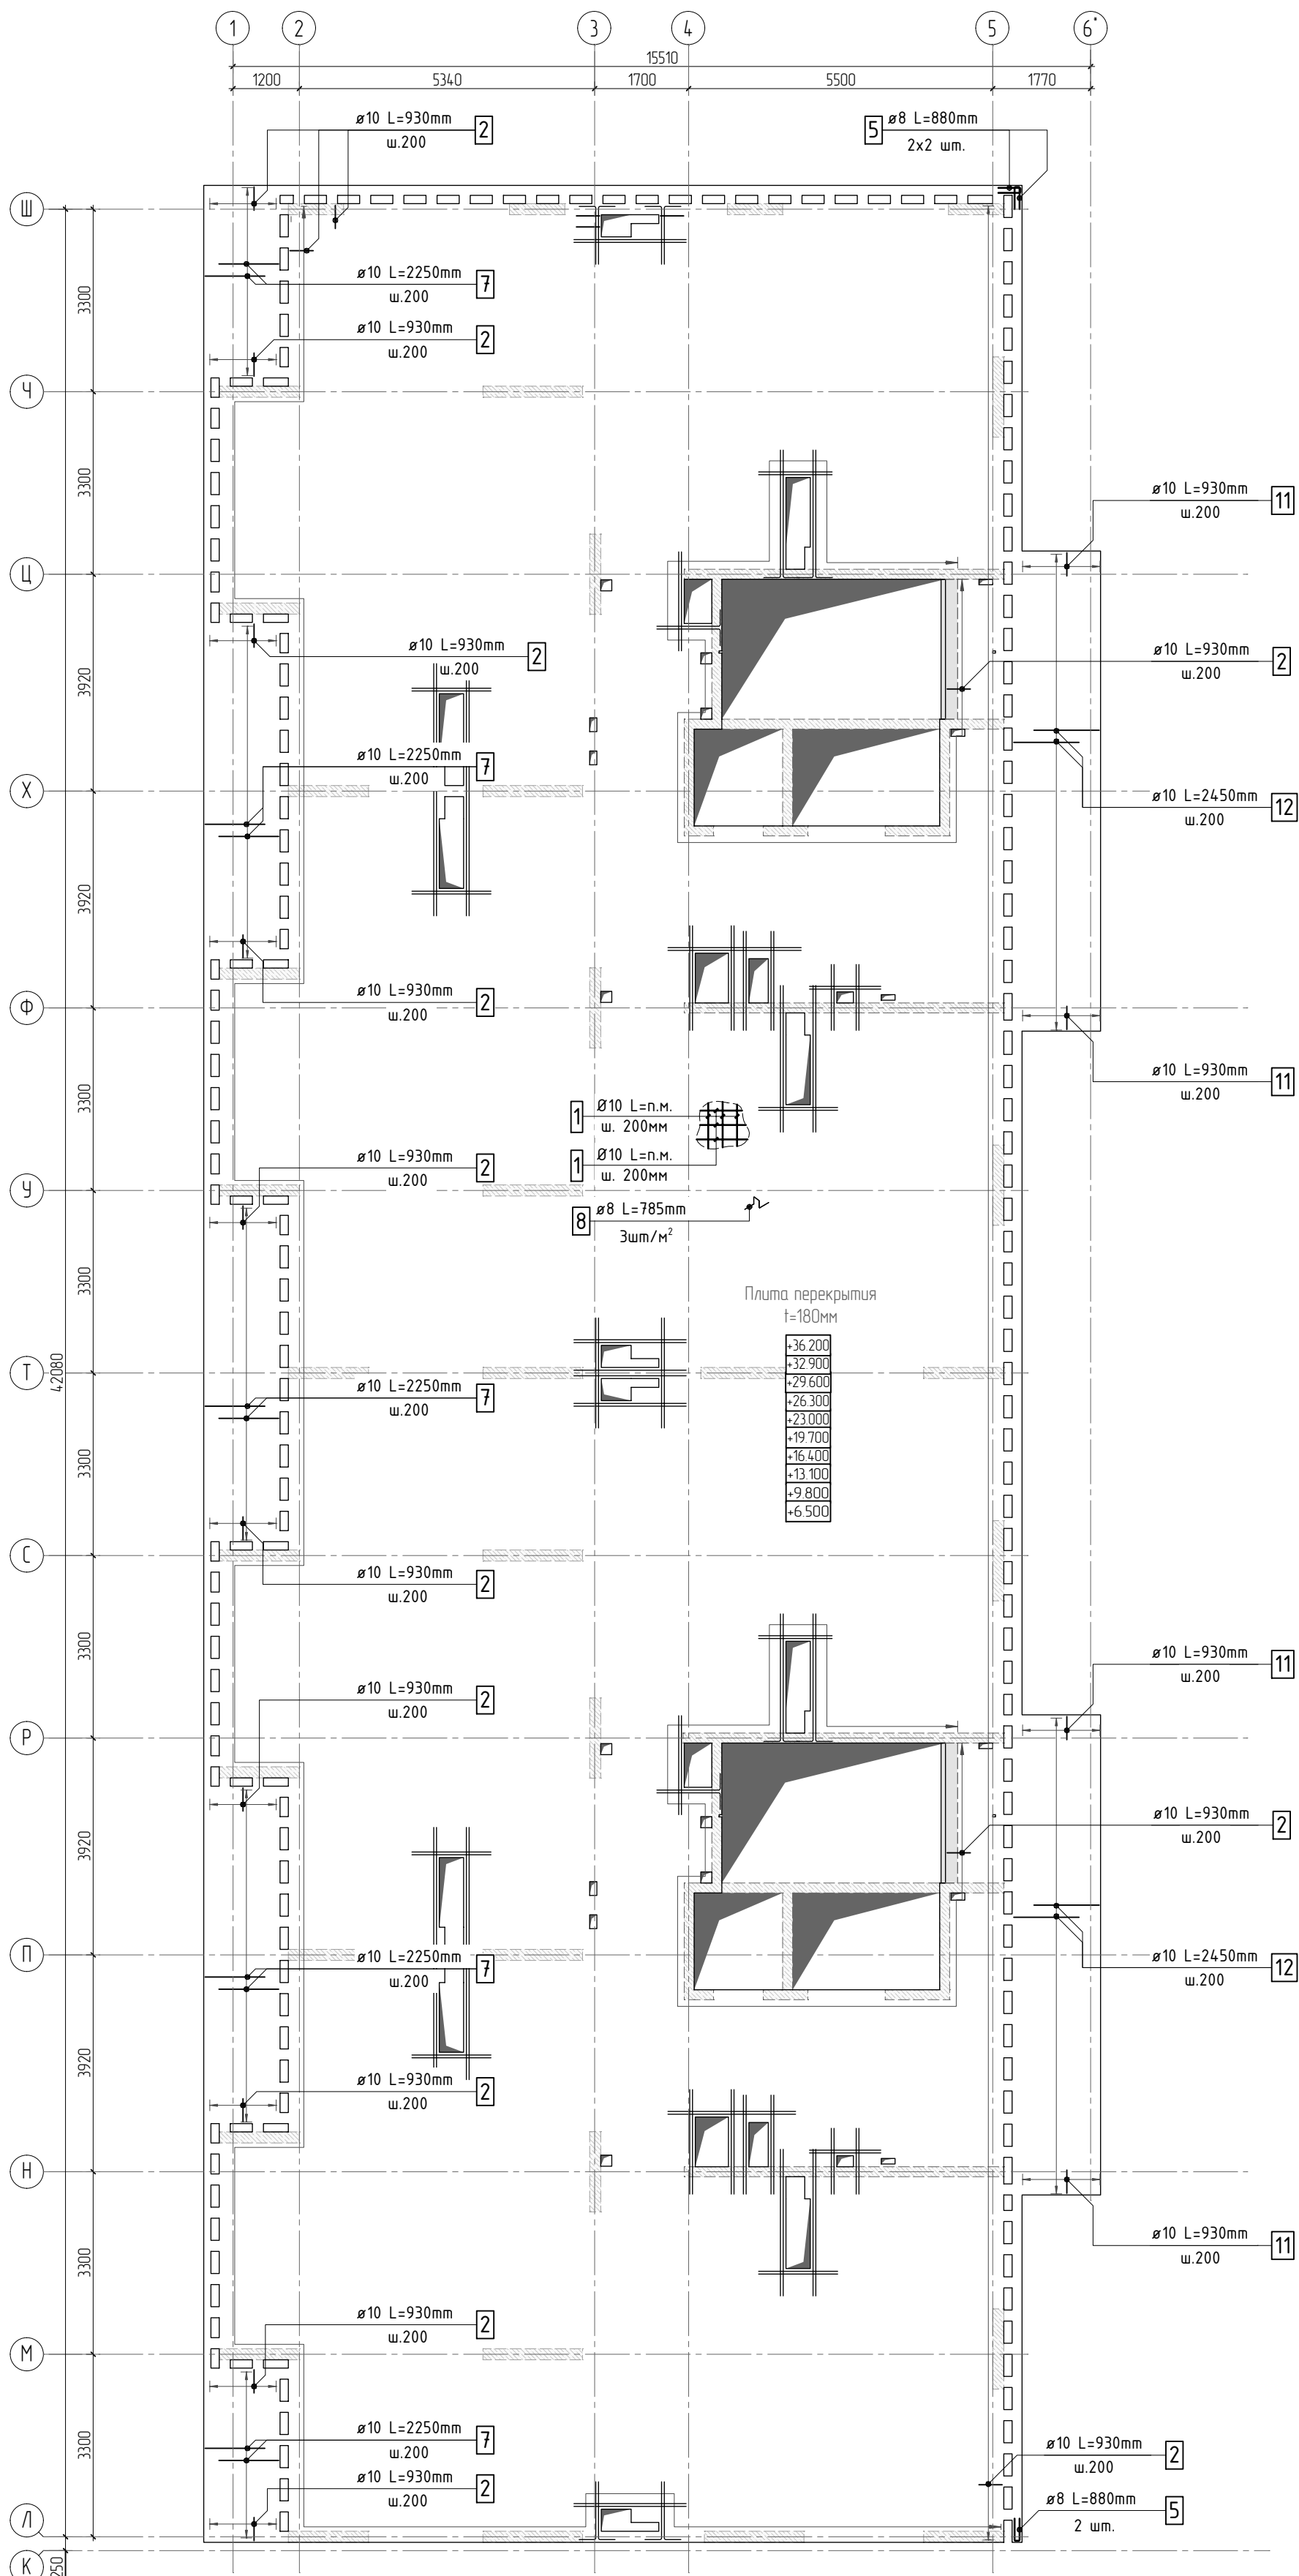 1
2
3
4
5
6*
15510
1200
5340
1700
5500
1770
ø10 L=930mm
ш.200
2
5
ø8 L=880mm
2x2 шт.
Ш
3300
ø10 L=2250mm
ш.200
7
ø10 L=930mm
ш.200
2
Ч
3300
ø10 L=930mm
ш.200
11
Ц
3920
ø10 L=930mm
ш.200
2
ø10 L=930mm
ш.200
2
ø10 L=2250mm
ш.200
7
Х
ø10 L=2450mm
ш.200
12
3920
ø10 L=930mm
ш.200
2
Ф
ø10 L=930mm
ш.200
11
3300
1
Ø10 L=п.м.
ш. 200мм
1
Ø10 L=п.м.
ш. 200мм
ø10 L=930mm
ш.200
2
У
8
ø8 L=785mm
3шт/м²
3300
Плита перекрытия
t=180мм
+36.200
+32.900
+29.600
+26.300
+23.000
+19.700
+16.400
+13.100
+9.800
+6.500
Т
42080
ø10 L=2250mm
ш.200
7
3300
С
ø10 L=930mm
ш.200
2
3300
ø10 L=930mm
ш.200
11
ø10 L=930mm
ш.200
2
Р
3920
ø10 L=930mm
ш.200
2
П
ø10 L=2250mm
ш.200
7
ø10 L=2450mm
ш.200
12
3920
ø10 L=930mm
ш.200
2
Н
ø10 L=930mm
ш.200
11
3300
ø10 L=930mm
ш.200
2
М
3300
ø10 L=2250mm
ш.200
7
ø10 L=930mm
ш.200
2
ø10 L=930mm
ш.200
2
Л
ø8 L=880mm
2 шт.
5
К
250